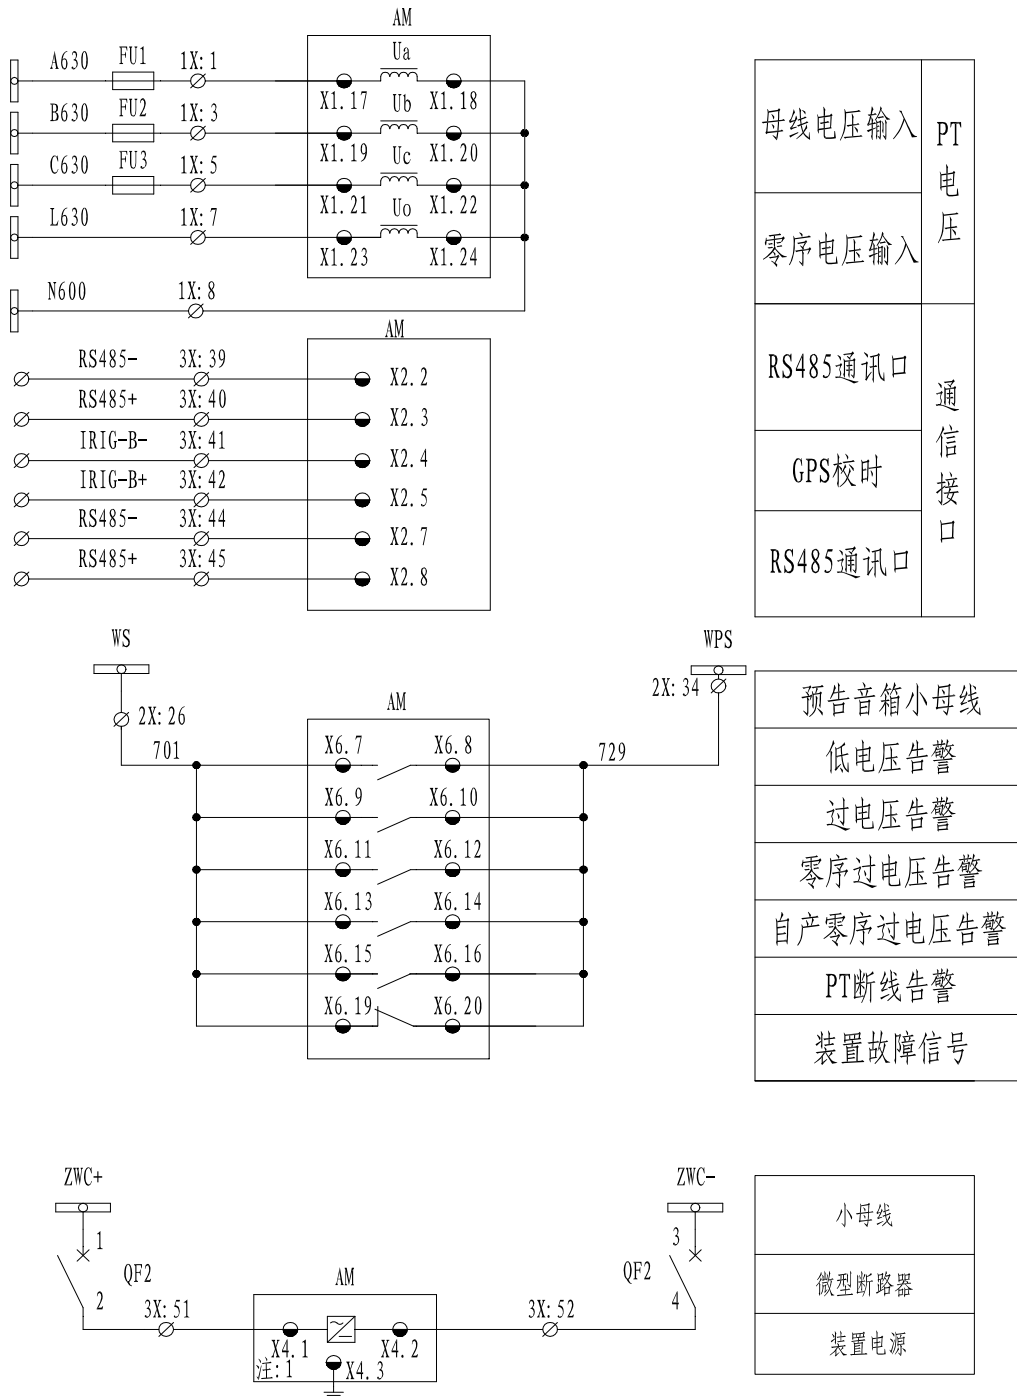 AM
A630 FU1 1X:1 Ua
X1.17 X1.18
B630 FU2 1X:3 Ub
X1.19 X1.20
C630 FU3 1X:5 Uc
X1.21 X1.22
L630 1X:7 Uo
X1.23 X1.24
N600 1X:8
母线电压输入
零序电压输入
PT电压
AM
RS485- 3X:39 X2.2
RS485+ 3X:40 X2.3
IRIG-B- 3X:41 X2.4
IRIG-B+ 3X:42 X2.5
RS485- 3X:44 X2.7
RS485+ 3X:45 X2.8
RS485通讯口
GPS校时
RS485通讯口
通信接口
WS WPS
2X:26 AM 2X:34
701 X6.7 X6.8 729
X6.9 X6.10
X6.11 X6.12
X6.13 X6.14
X6.15 X6.16
X6.19 X6.20
预告音箱小母线
低电压告警
过电压告警
零序过电压告警
自产零序过电压告警
PT断线告警
装置故障信号
ZWC+ ZWC-
1 3
QF2 AM QF2
2 4
3X:51 3X:52
X4.1 X4.2
注:1 X4.3
小母线
微型断路器
装置电源